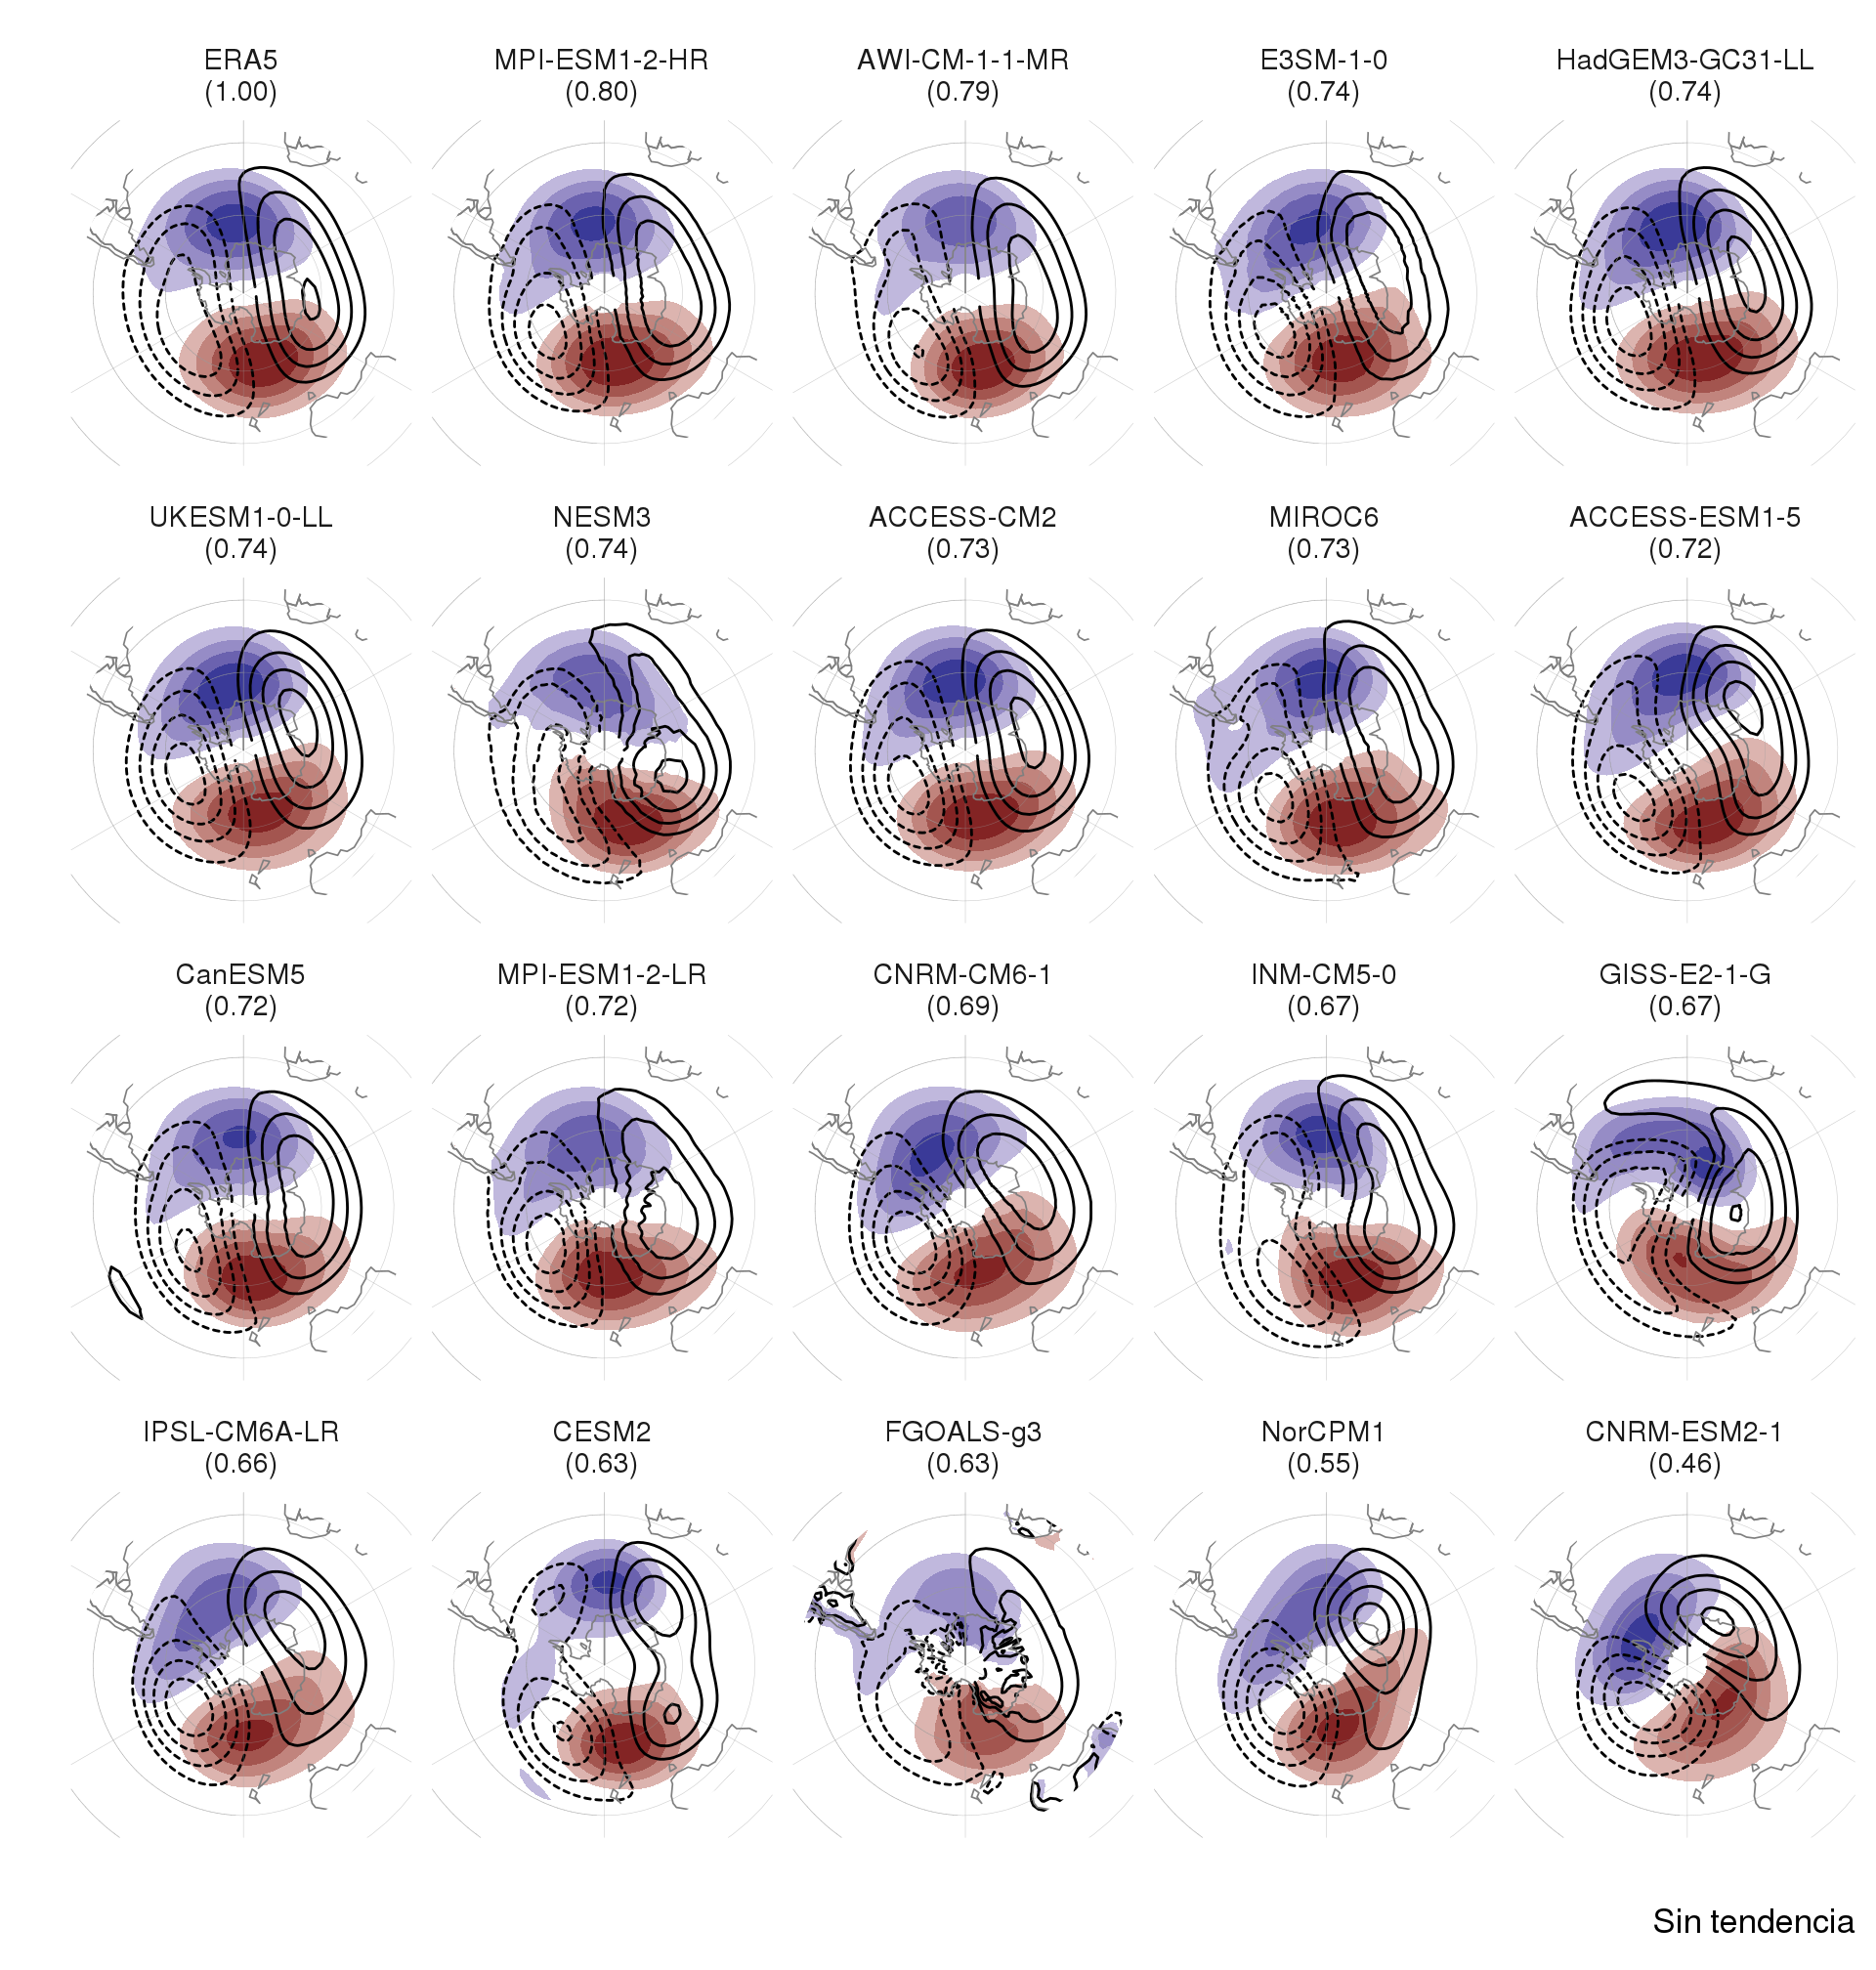 ERA5
(1.00)
MPI-ESM1-2-HR
(0.80)
AWI-CM-1-1-MR
(0.79)
E3SM-1-0
(0.74)
HadGEM3-GC31-LL
(0.74)
UKESM1-0-LL
(0.74)
NESM3
(0.74)
ACCESS-CM2
(0.73)
MIROC6
(0.73)
ACCESS-ESM1-5
(0.72)
CanESM5
(0.72)
MPI-ESM1-2-LR
(0.72)
CNRM-CM6-1
(0.69)
INM-CM5-0
(0.67)
GISS-E2-1-G
(0.67)
IPSL-CM6A-LR
(0.66)
CESM2
(0.63)
FGOALS-g3
(0.63)
NorCPM1
(0.55)
CNRM-ESM2-1
(0.46)
Sin tendencia